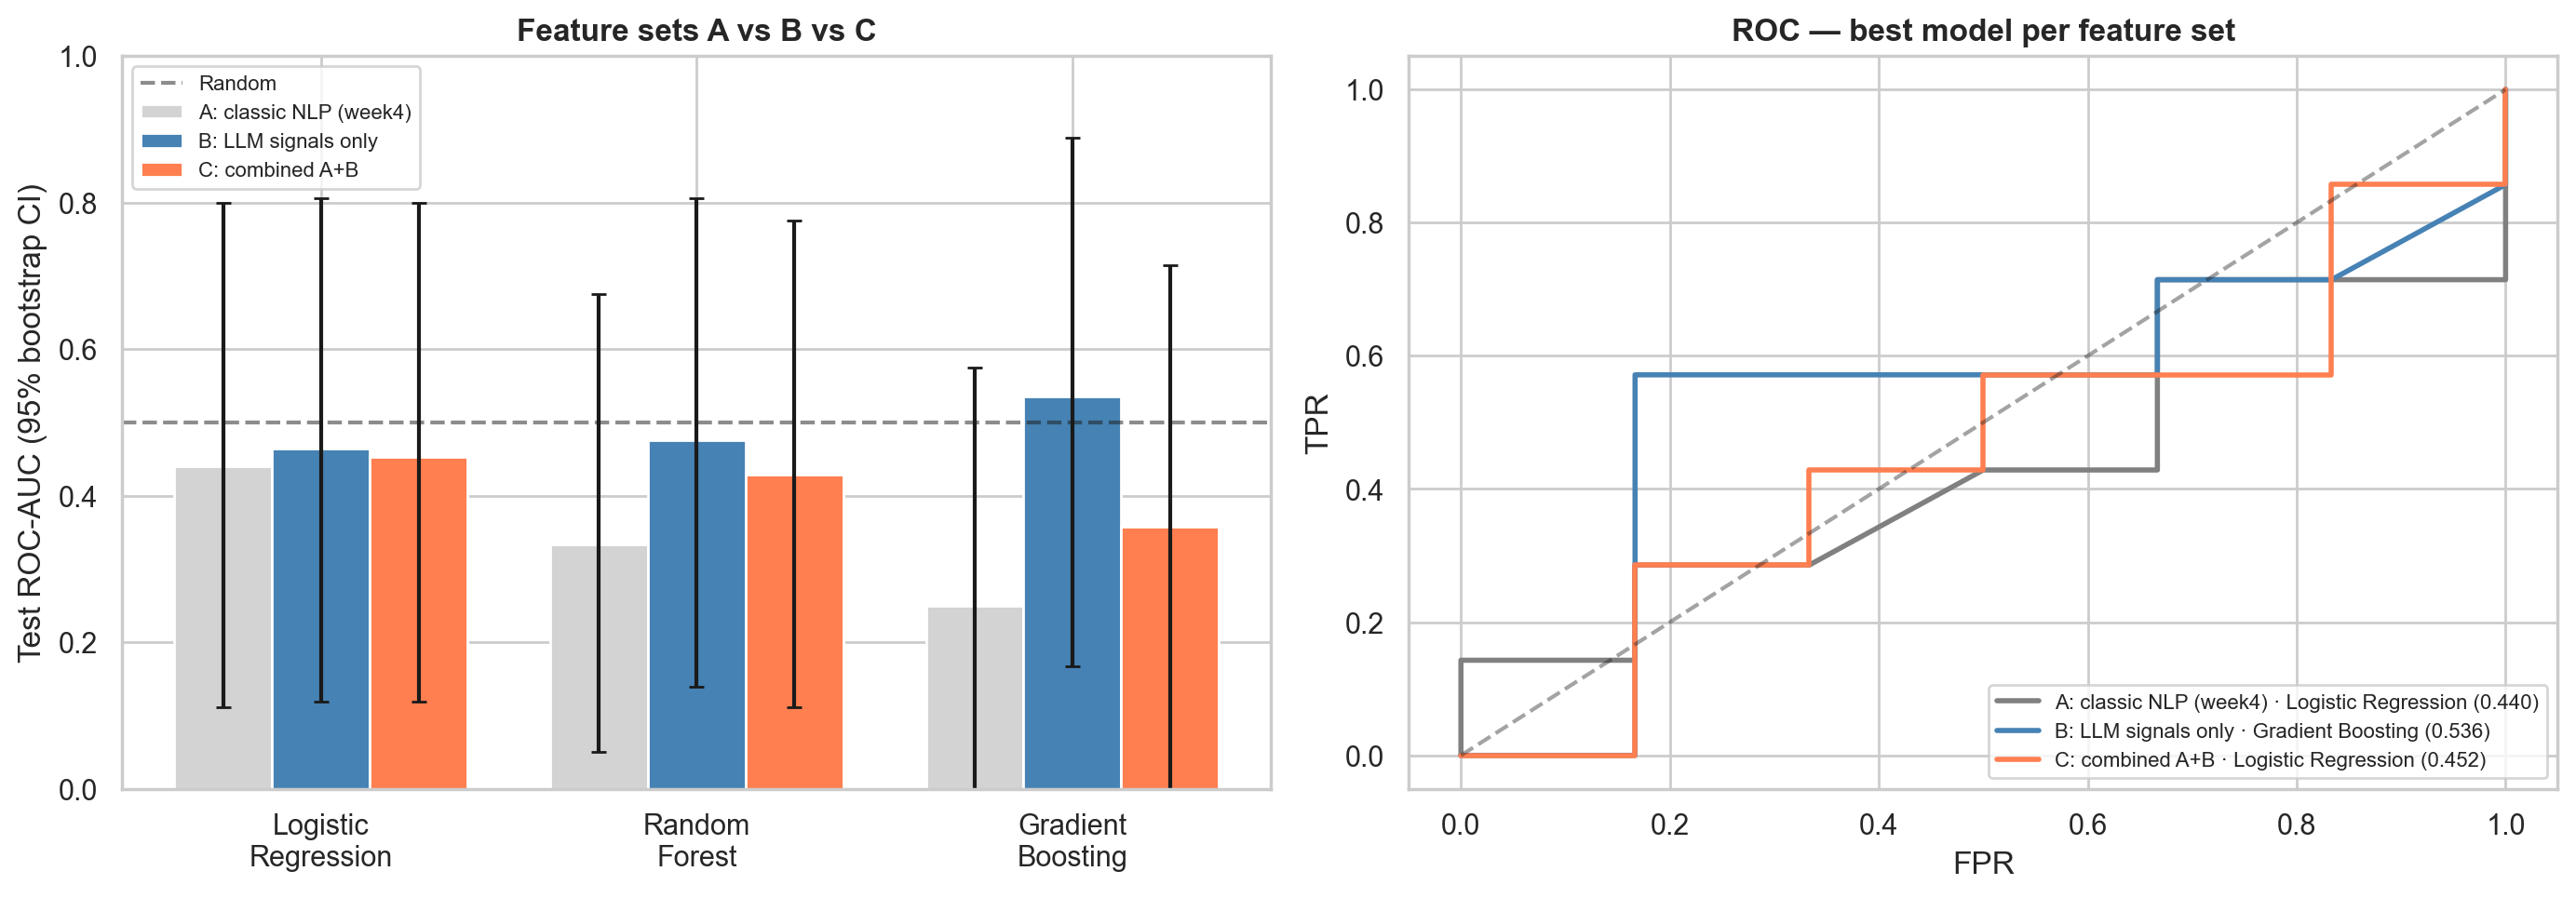 Feature sets A vs B vs C
Test ROC-AUC (95% bootstrap CI)
1.0
0.8
0.6
0.4
0.2
0.0
Random
A: classic NLP (week4)
B: LLM signals only
C: combined A+B
Logistic
Regression
Random
Forest
Gradient
Boosting
ROC — best model per feature set
TPR
1.0
0.8
0.6
0.4
0.2
0.0
A: classic NLP (week4) · Logistic Regression (0.440)
B: LLM signals only · Gradient Boosting (0.536)
C: combined A+B · Logistic Regression (0.452)
0.0 0.2 0.4 0.6 0.8 1.0
FPR